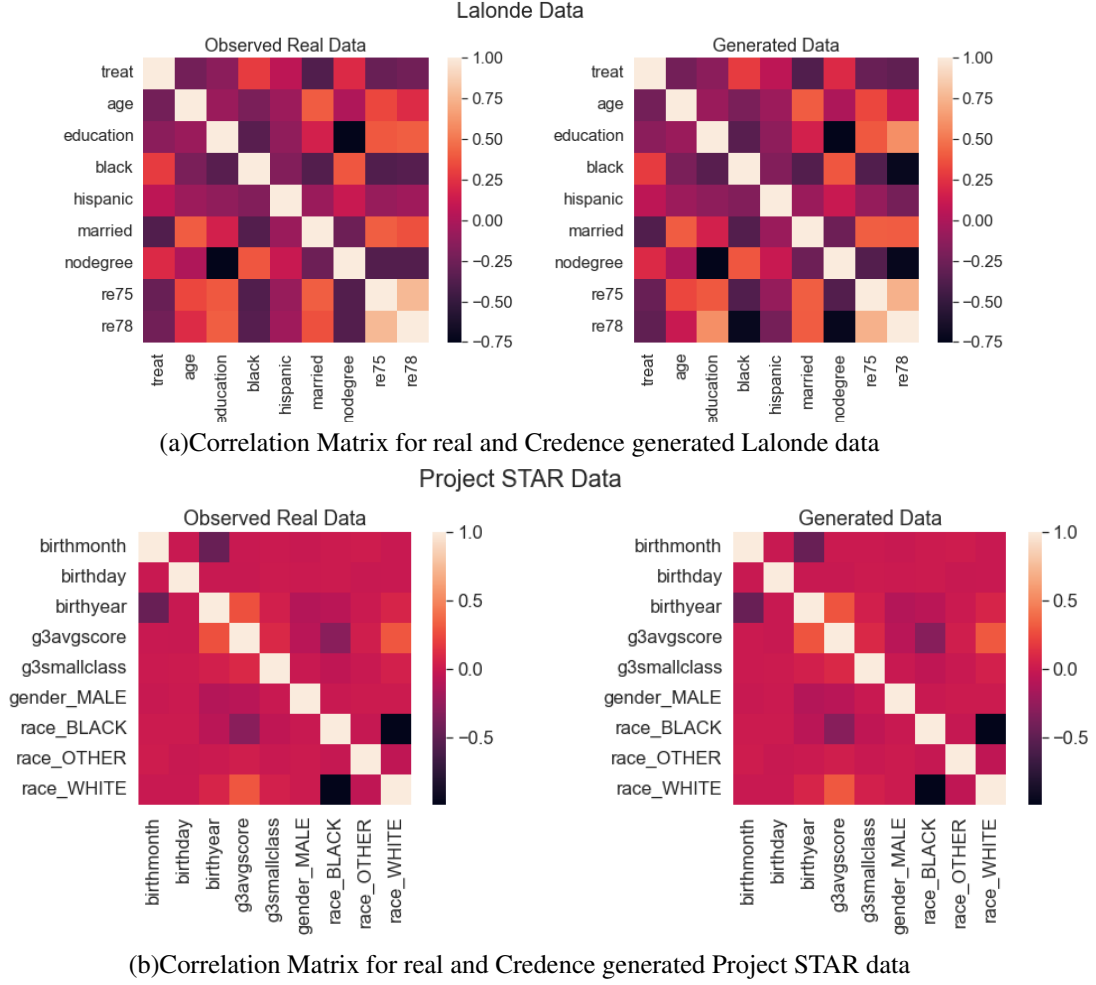 Lalonde Data
Observed Real Data
treat
age
education
black
hispanic
married
nodegree
re75
re78
1.00
0.75
0.50
0.25
0.00
−0.25
−0.50
−0.75
treat
age
education
black
hispanic
married
nodegree
re75
re78
Generated Data
treat
age
education
black
hispanic
married
nodegree
re75
re78
1.00
0.75
0.50
0.25
0.00
−0.25
−0.50
−0.75
treat
age
education
black
hispanic
married
nodegree
re75
re78
(a)Correlation Matrix for real and Credence generated Lalonde data
Project STAR Data
Observed Real Data
birthmonth
birthday
birthyear
g3avgscore
g3smallclass
gender_MALE
race_BLACK
race_OTHER
race_WHITE
1.0
0.5
0.0
−0.5
birthmonth
birthday
birthyear
g3avgscore
g3smallclass
gender_MALE
race_BLACK
race_OTHER
race_WHITE
Generated Data
birthmonth
birthday
birthyear
g3avgscore
g3smallclass
gender_MALE
race_BLACK
race_OTHER
race_WHITE
1.0
0.5
0.0
−0.5
birthmonth
birthday
birthyear
g3avgscore
g3smallclass
gender_MALE
race_BLACK
race_OTHER
race_WHITE
(b)Correlation Matrix for real and Credence generated Project STAR data